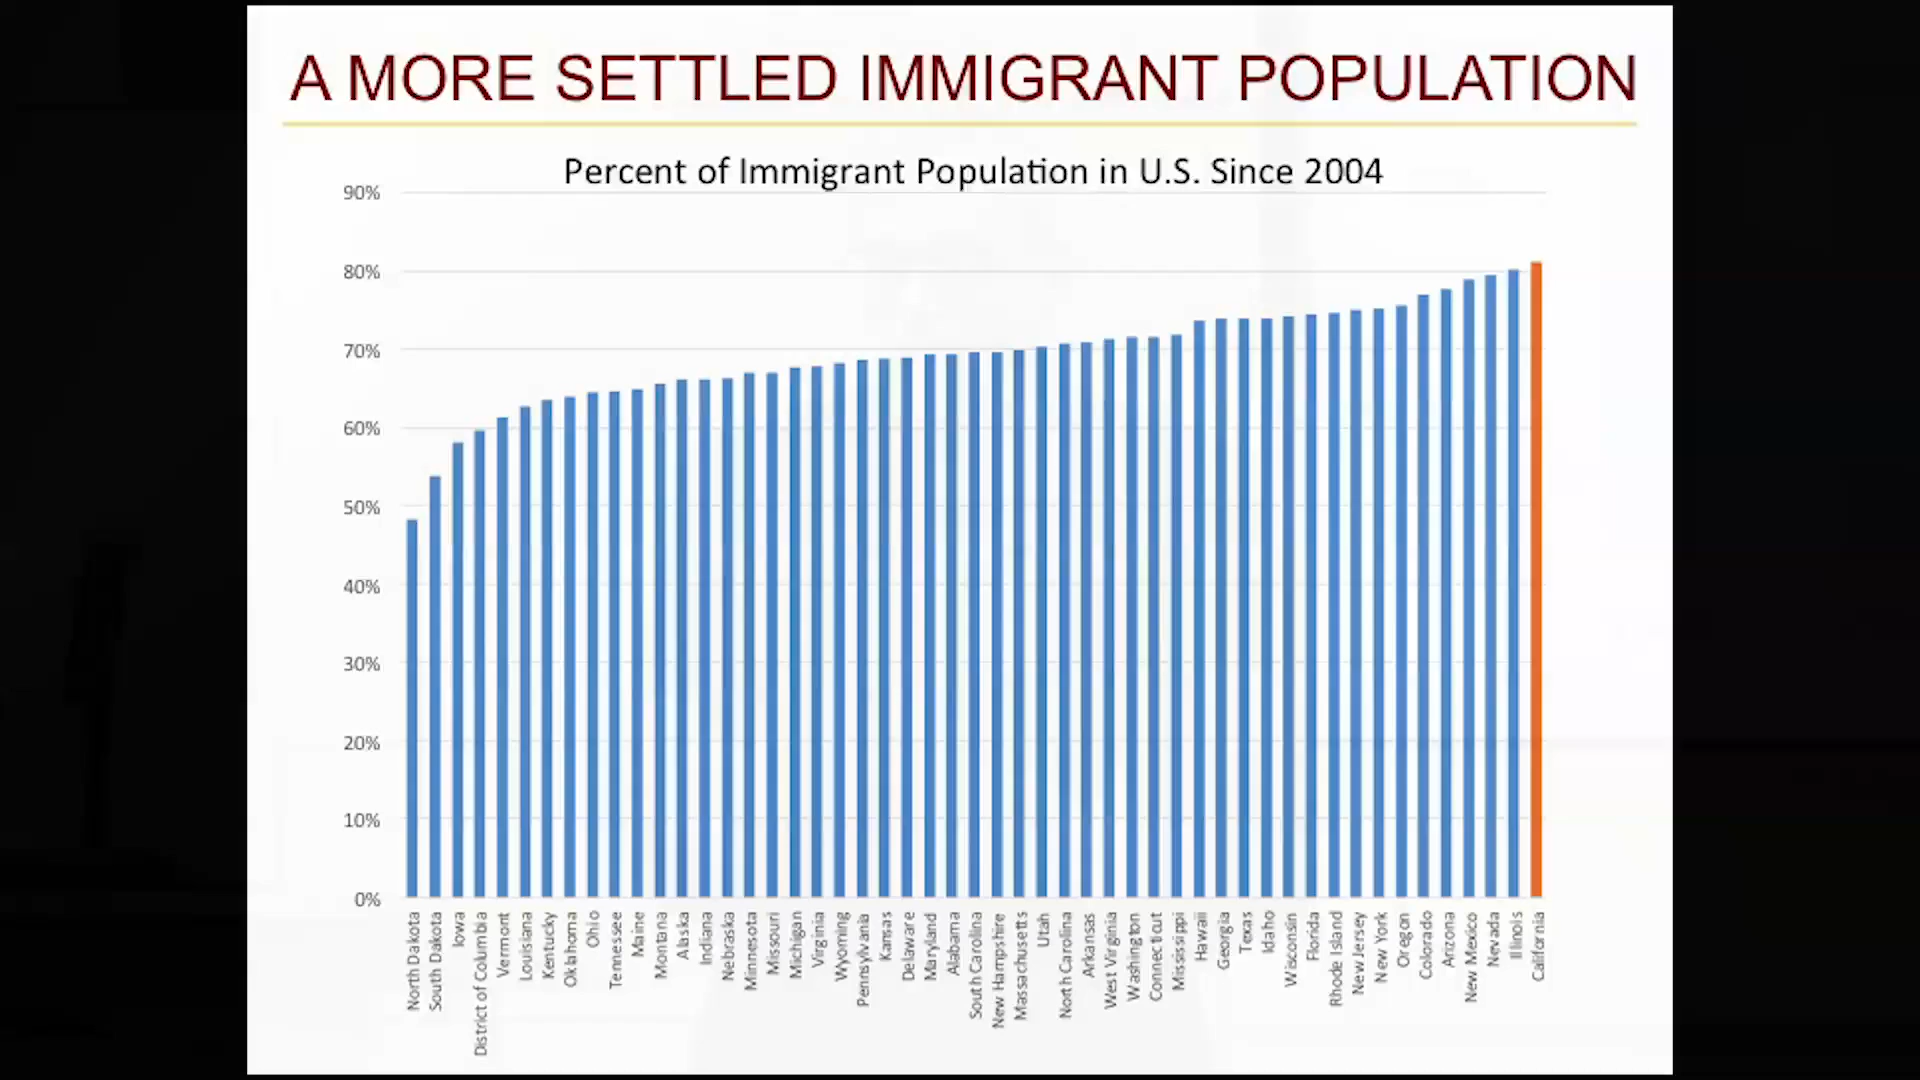 A MORE SETTLED IMMIGRANT POPULATION
Percent of Immigrant Population in U.S. Since 2004
90%
80%
70%
60%
50%
40%
30%
20%
10%
0%
North Dakota
South Dakota
Iowa
District of Columbia
Vermont
Louisiana
Kentucky
Oklahoma
Ohio
Tennessee
Maine
Montana
Alaska
Indiana
Nebraska
Minnesota
Missouri
Michigan
Virginia
Wyoming
Pennsylvania
Kansas
Delaware
Maryland
Alabama
South Carolina
New Hampshire
Massachusetts
Utah
North Carolina
Arkansas
West Virginia
Washington
Connecticut
Mississippi
Hawaii
Georgia
Texas
Idaho
Wisconsin
Florida
Rhode Island
New Jersey
New York
Oregon
Colorado
Arizona
New Mexico
Nevada
Illinois
California